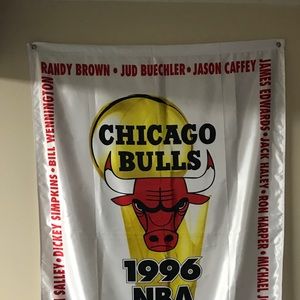 RANDY BROWN • JUD BUECHLER • JASON CAFFEY
JAMES EDWARDS • JACK HALEY • RON HARPER • MICHAEL
SALLEY • DICKEY SIMPKINS • BILL WENNINGTON
CHICAGO
BULLS
1996
NBA